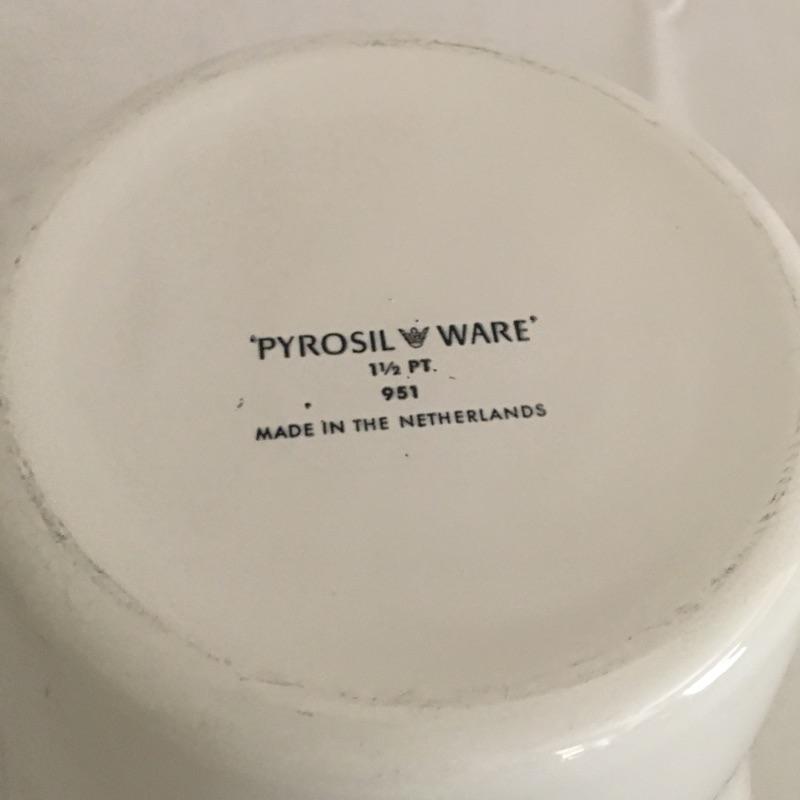 'PYROSIL WARE'
1½ PT.
951
MADE IN THE NETHERLANDS